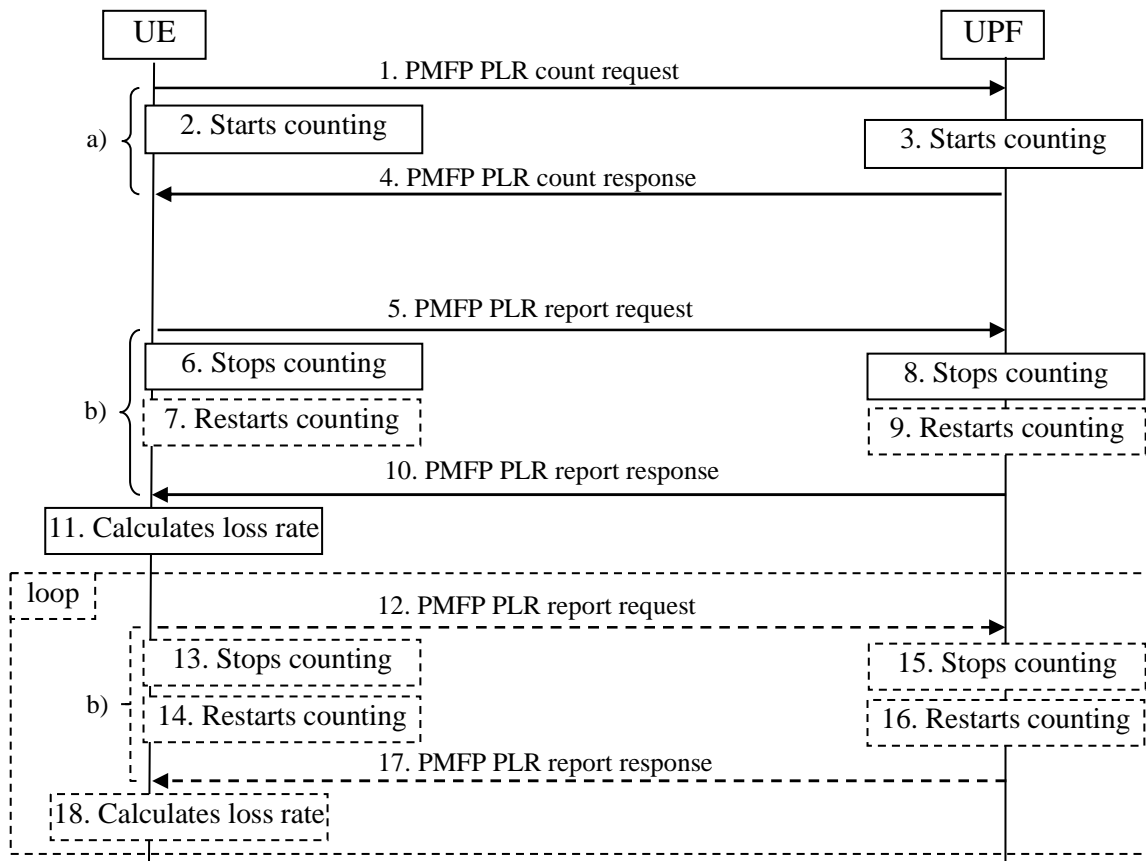 UE
UPF
1. PMFP PLR count request
a)
2. Starts counting
3. Starts counting
4. PMFP PLR count response
5. PMFP PLR report request
6. Stops counting
8. Stops counting
b)
7. Restarts counting
9. Restarts counting
10. PMFP PLR report response
11. Calculates loss rate
loop
12. PMFP PLR report request
13. Stops counting
15. Stops counting
b)
14. Restarts counting
16. Restarts counting
17. PMFP PLR report response
18. Calculates loss rate